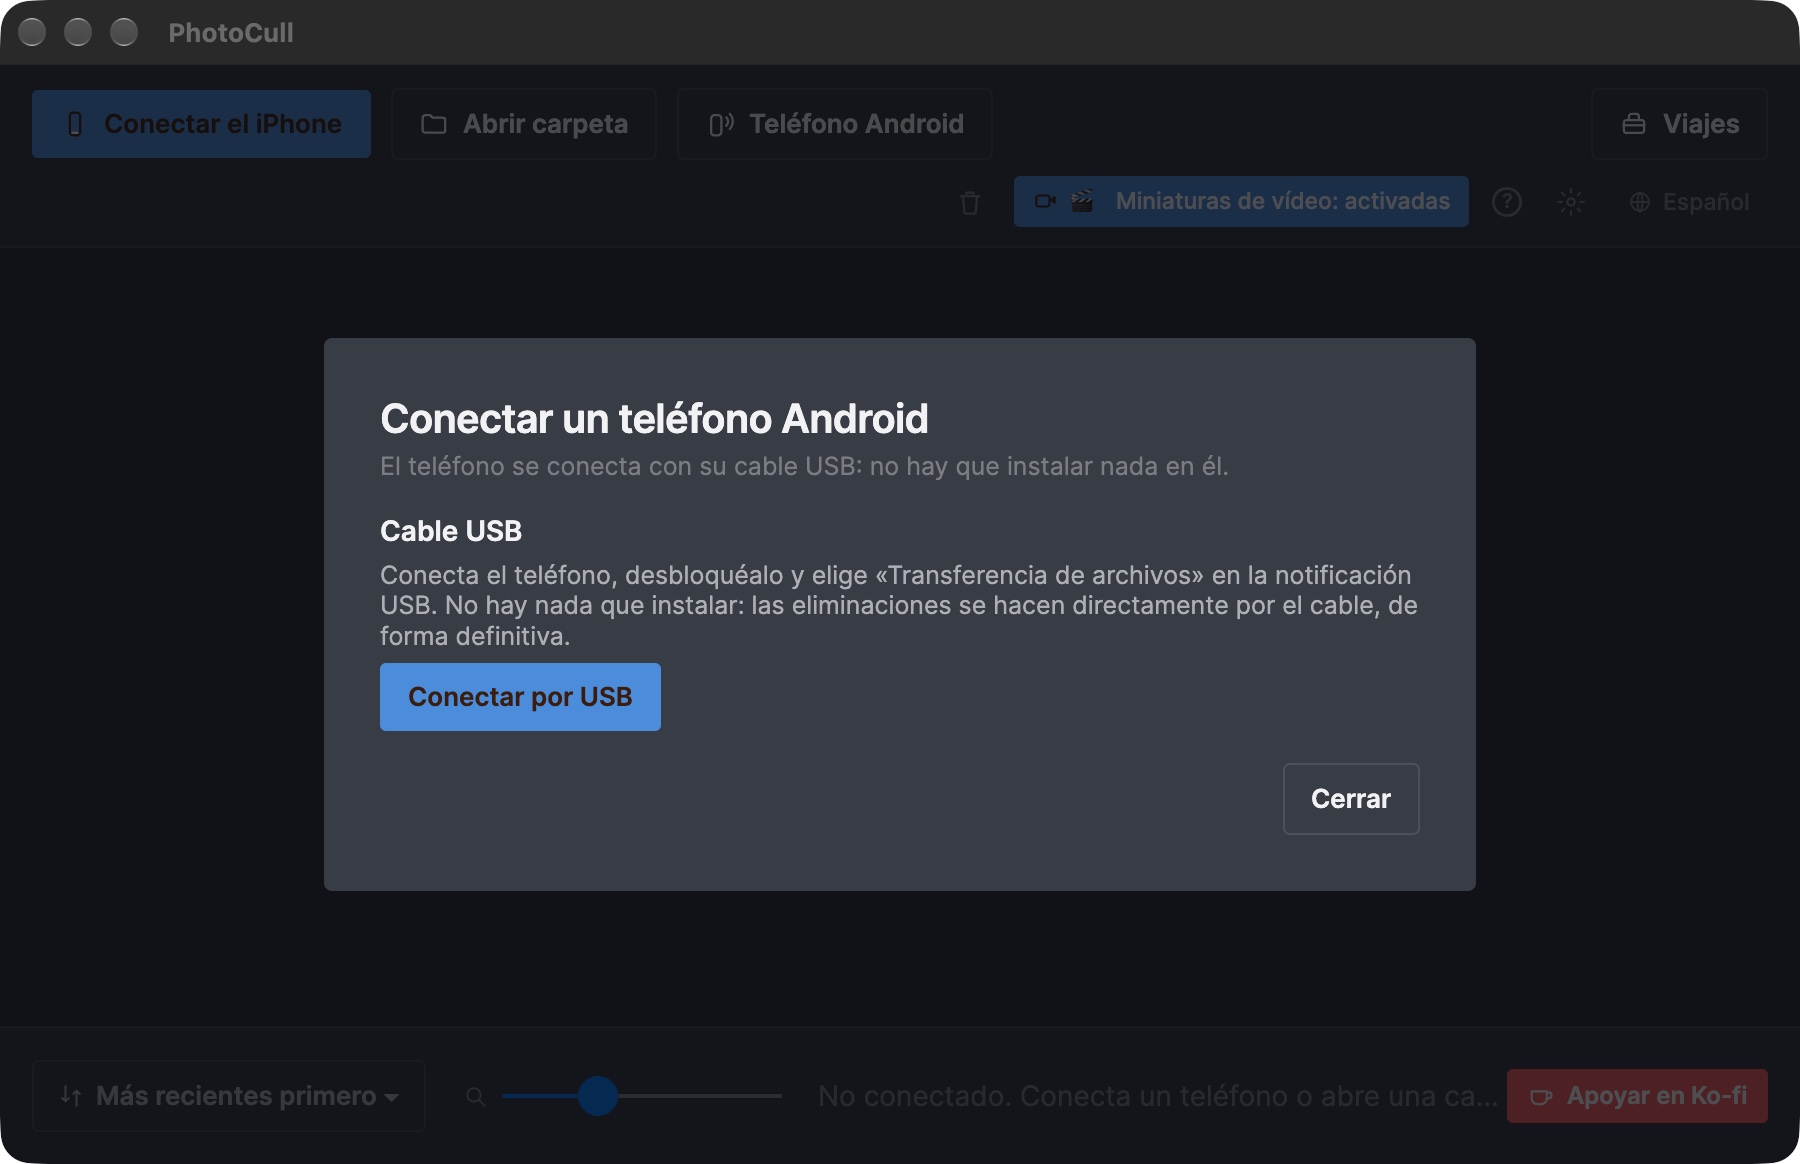 PhotoCull
Conectar el iPhone
Abrir carpeta
Teléfono Android
Viajes
Miniaturas de vídeo: activadas
Español
Conectar un teléfono Android
El teléfono se conecta con su cable USB: no hay que instalar nada en él.
Cable USB
Conecta el teléfono, desbloquéalo y elige «Transferencia de archivos» en la notificación
USB. No hay nada que instalar: las eliminaciones se hacen directamente por el cable, de
forma definitiva.
Conectar por USB
Cerrar
Más recientes primero
No conectado. Conecta un teléfono o abre una ca...
Apoyar en Ko-fi